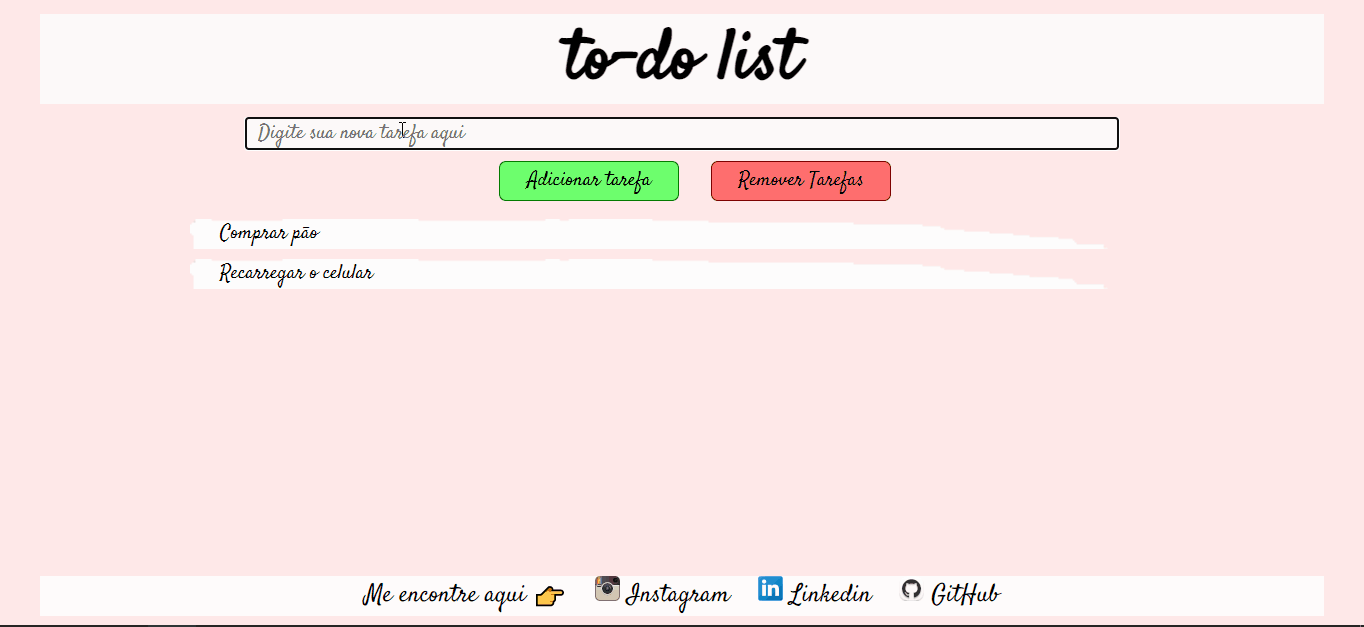 to-do list
Digite sua nova tarefa aqui
Adicionar tarefa Remover Tarefas
Comprar pão
Recarregar o celular
Me encontre aqui 👉 Instagram Linkedin GitHub